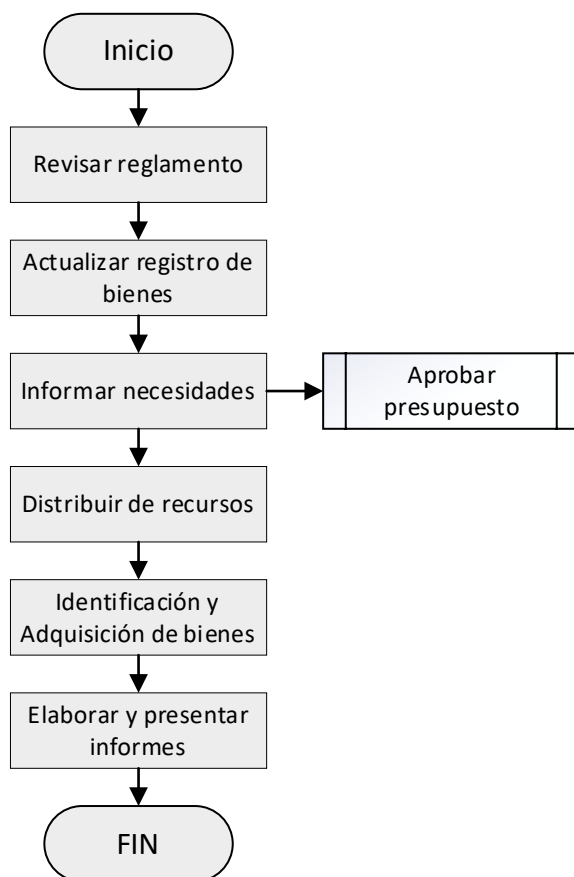 Inicio
Revisar reglamento
Actualizar registro de
bienes
Informar necesidades
Aprobar
presupuesto
Distribuir de recursos
Identificación y
Adquisición de bienes
Elaborar y presentar
informes
FIN